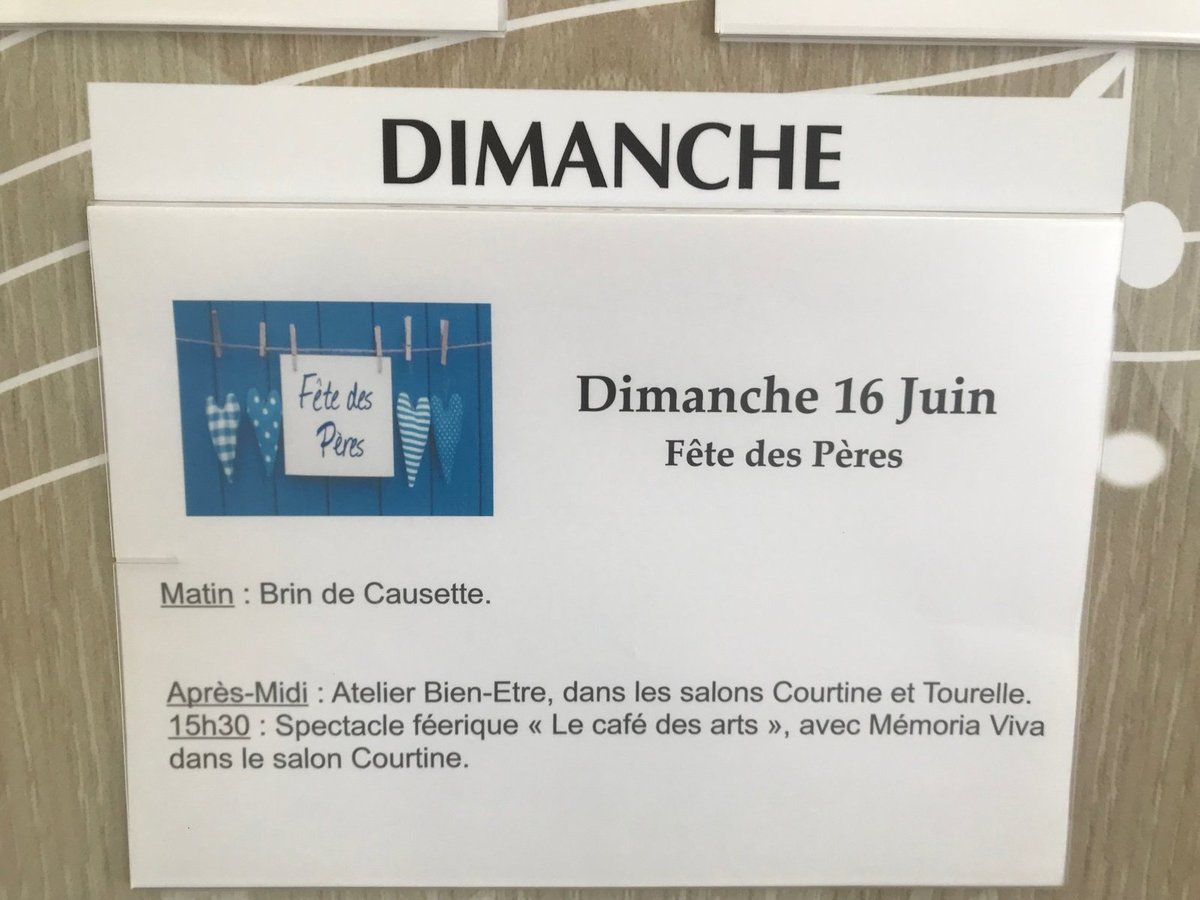 DIMANCHE
Fête des
Pères
Dimanche 16 Juin
Fête des Pères
Matin : Brin de Causette.
Après-Midi : Atelier Bien-Etre, dans les salons Courtine et Tourelle.
15h30 : Spectacle féerique « Le café des arts », avec Mémoria Viva
dans le salon Courtine.